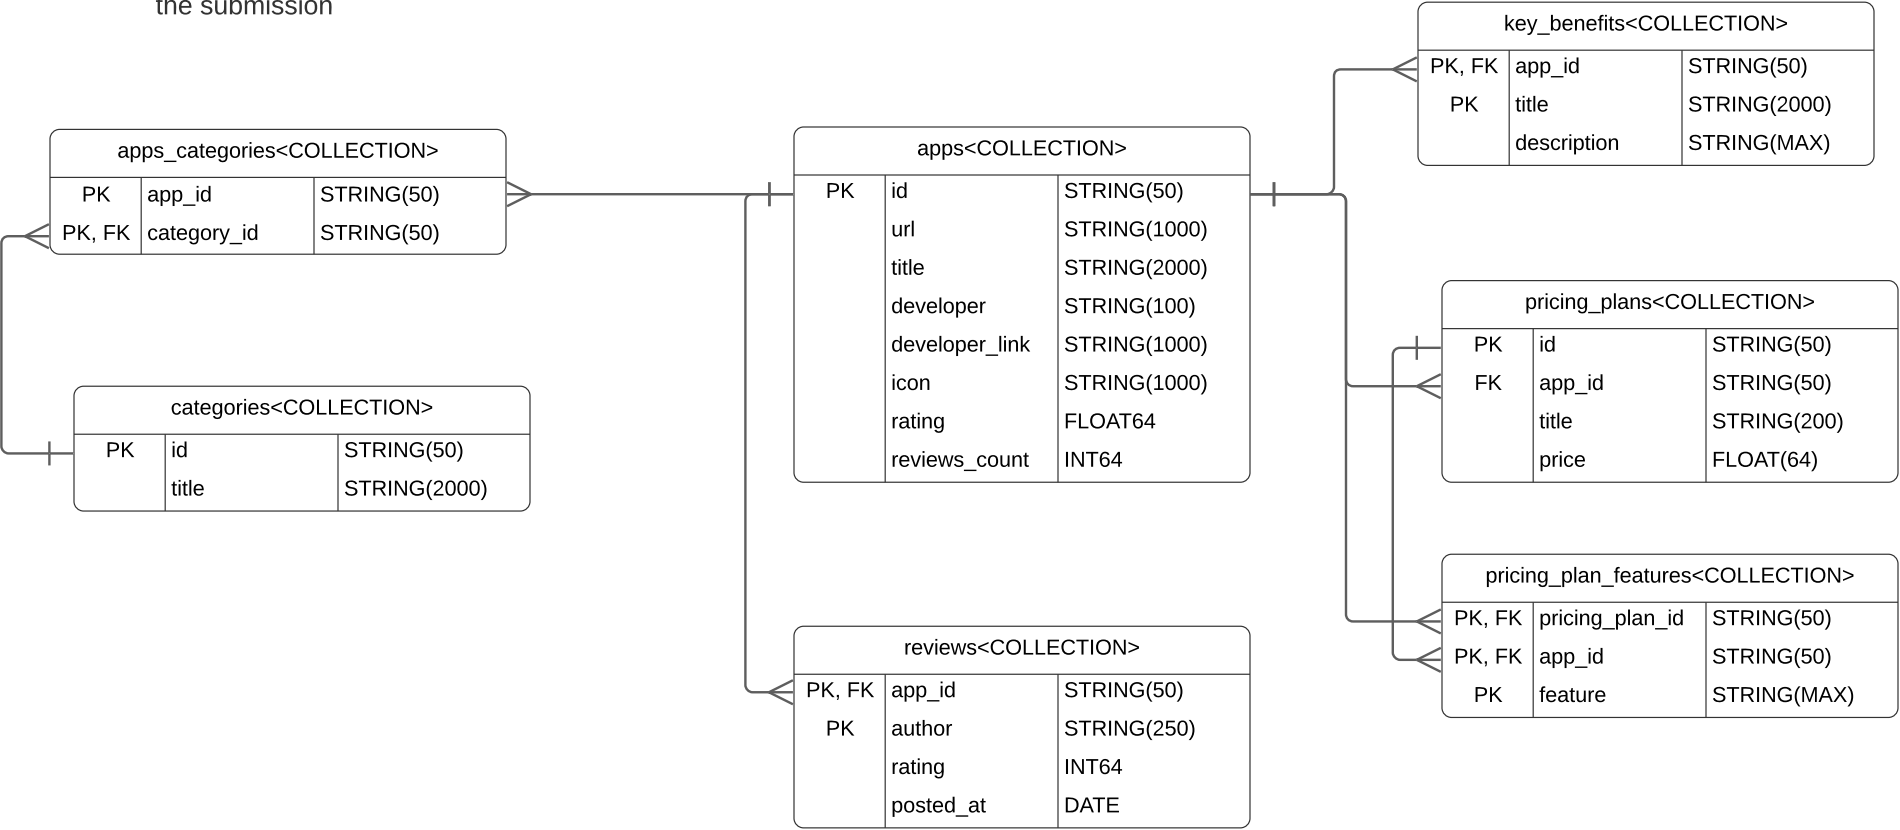 the submission
key_benefits<COLLECTION>
PK, FK app_id STRING(50)
PK title STRING(2000)
description STRING(MAX)
apps_categories<COLLECTION>
PK app_id STRING(50)
PK, FK category_id STRING(50)
apps<COLLECTION>
PK id STRING(50)
url STRING(1000)
title STRING(2000)
developer STRING(100)
developer_link STRING(1000)
icon STRING(1000)
rating FLOAT64
reviews_count INT64
pricing_plans<COLLECTION>
PK id STRING(50)
FK app_id STRING(50)
title STRING(200)
price FLOAT(64)
categories<COLLECTION>
PK id STRING(50)
title STRING(2000)
pricing_plan_features<COLLECTION>
PK, FK pricing_plan_id STRING(50)
PK, FK app_id STRING(50)
PK feature STRING(MAX)
reviews<COLLECTION>
PK, FK app_id STRING(50)
PK author STRING(250)
rating INT64
posted_at DATE